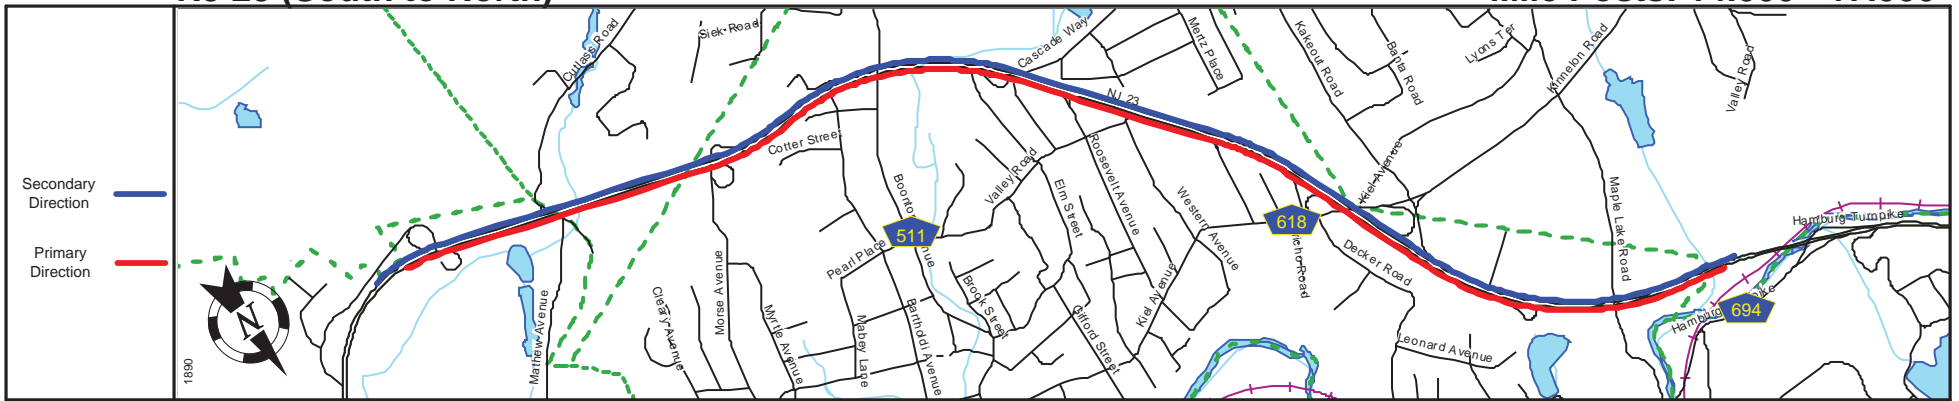 Secondary
Direction
Primary
Direction
1890
N
Cutlass Road
Siek Road
Cascade Way
Mertz Place
Kakeout Road
Banta Road
Lyons Ter
Kinnelon Road
Valley Road
NJ 23
Cotter Street
Valley Road
Roosevelt Avenue
Elm Street
Western Avenue
Kiel Avenue
Maple Lake Road
Hamburg Turnpike
511
618
694
Pearl Place
Decker Road
Morse Avenue
Mathew Avenue
Cleary Avenue
Myrtle Avenue
Mabey Lane
Bartholdi Avenue
Brook Street
Gifford Street
Kiel Avenue
Leonard Avenue
Hamburg